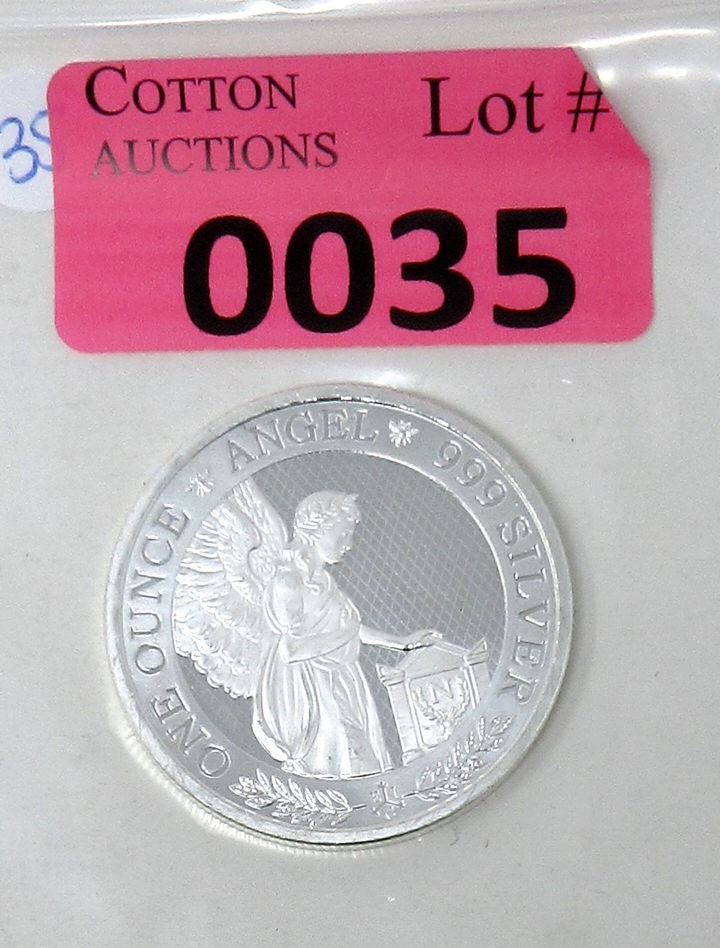 COTTON
AUCTIONS
Lot #
0035
35
ONE OUNCE * ANGEL * 999 SILVER
N